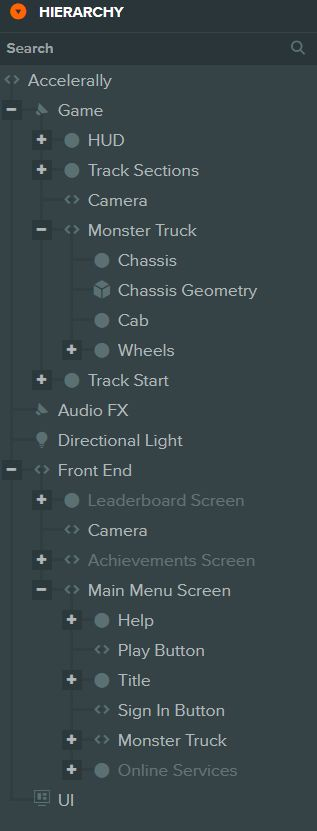 HIERARCHY
Search
Accelerally
Game
HUD
Track Sections
Camera
Monster Truck
Chassis
Chassis Geometry
Cab
Wheels
Track Start
Audio FX
Directional Light
Front End
Leaderboard Screen
Camera
Achievements Screen
Main Menu Screen
Help
Play Button
Title
Sign In Button
Monster Truck
Online Services
UI